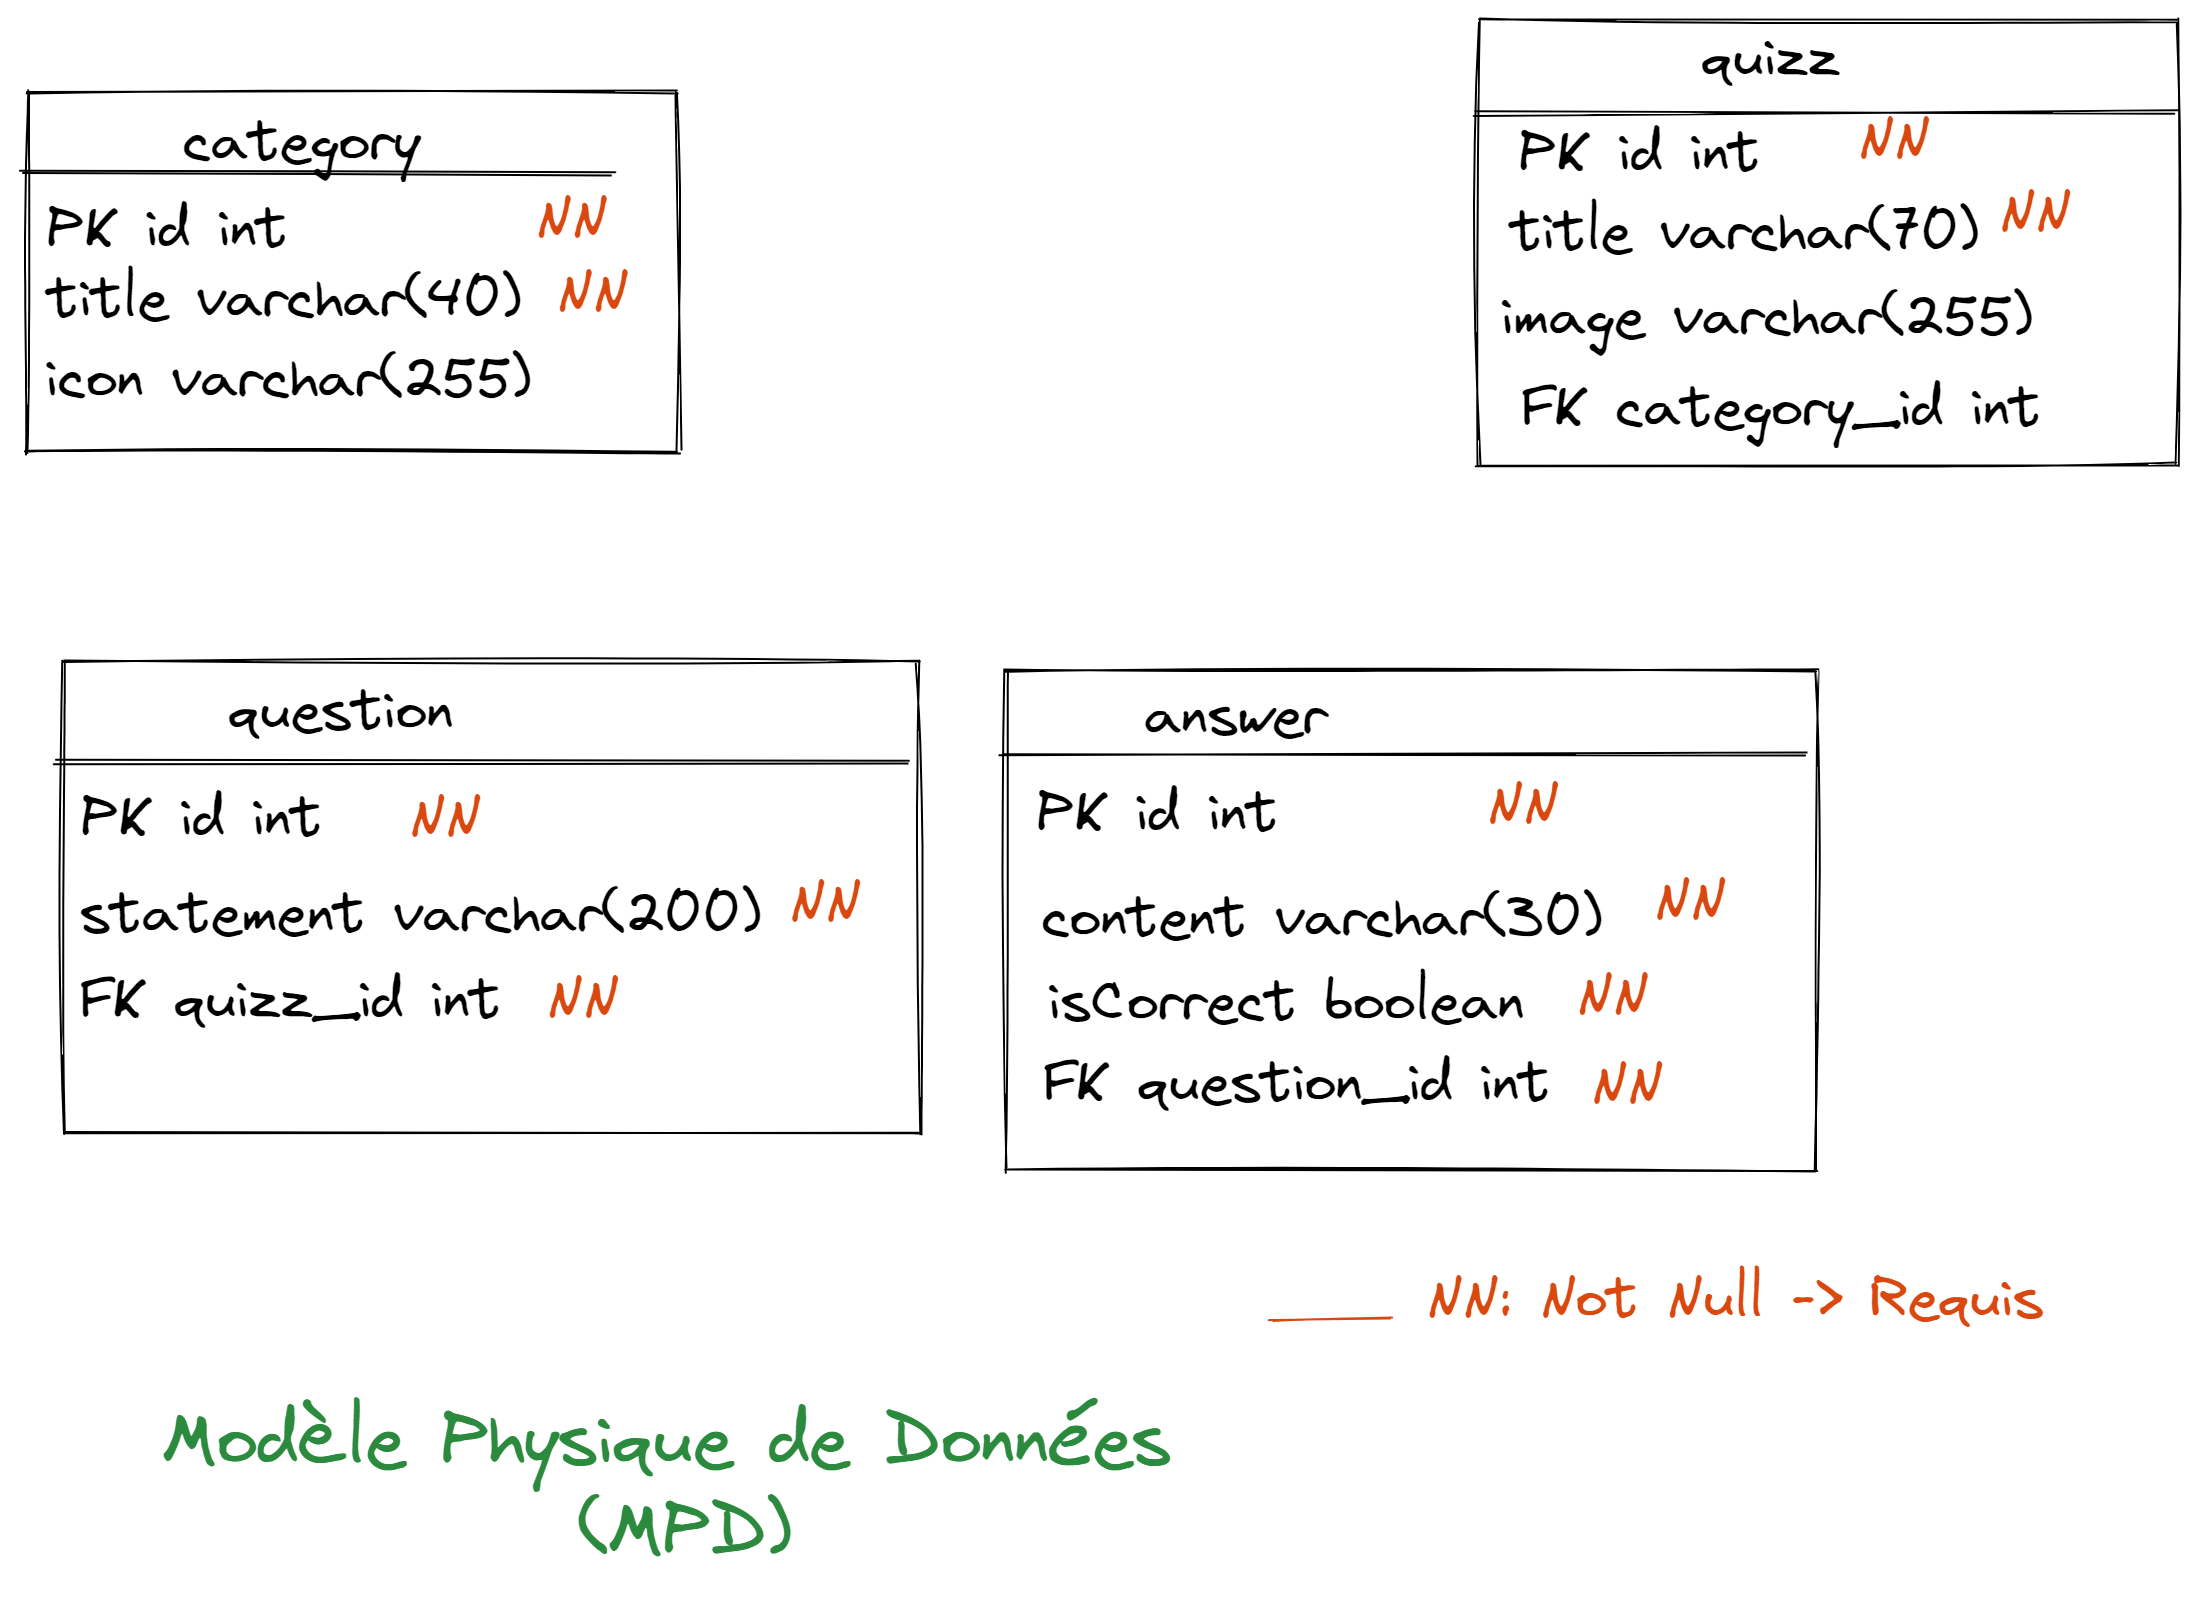 category
PK id int NN
title varchar(40) NN
icon varchar(255)
quizz
PK id int NN
title varchar(70) NN
image varchar(255)
FK category_id int
question
PK id int NN
statement varchar(200) NN
FK quizz_id int NN
answer
PK id int NN
content varchar(30) NN
isCorrect boolean NN
FK question_id int NN
NN: Not Null -> Requis
Modèle Physique de Données
(MPD)